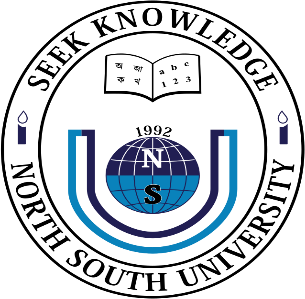 SEEK KNOWLEDGE
অ আ
ক খ
a b c
1 2 3
1992
N
S
NORTH SOUTH UNIVERSITY